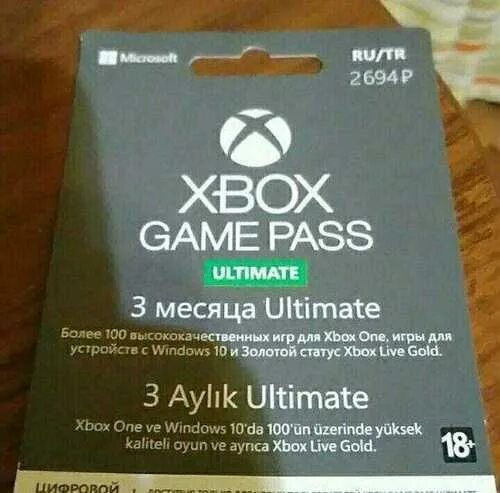 Microsoft
RU/TR
2694₽
XBOX
GAME PASS
ULTIMATE
3 месяца Ultimate
Более 100 высококачественных игр для Xbox One, игры для
устройств с Windows 10 и Золотой статус Xbox Live Gold.
3 Aylık Ultimate
Xbox One ve Windows 10'da 100'ün üzerinde yüksek
kaliteli oyun ve ayrıca Xbox Live Gold.
18+
ЦИФРОВОЙ